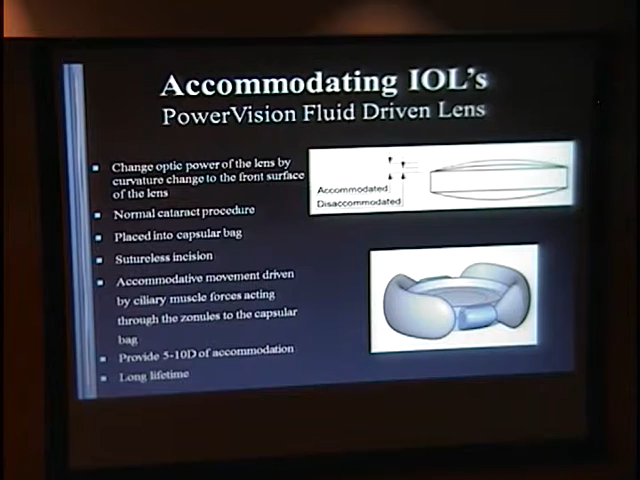 Accommodating IOL's
PowerVision Fluid Driven Lens
Change optic power of the lens by
curvature change to the front surface
of the lens
Normal cataract procedure
Placed into capsular bag
Sutureless incision
Accommodative movement driven
by ciliary muscle forces acting
through the zonules to the capsular
bag
Provide 5-10D of accommodation
Long lifetime
Accommodated
Disaccommodated